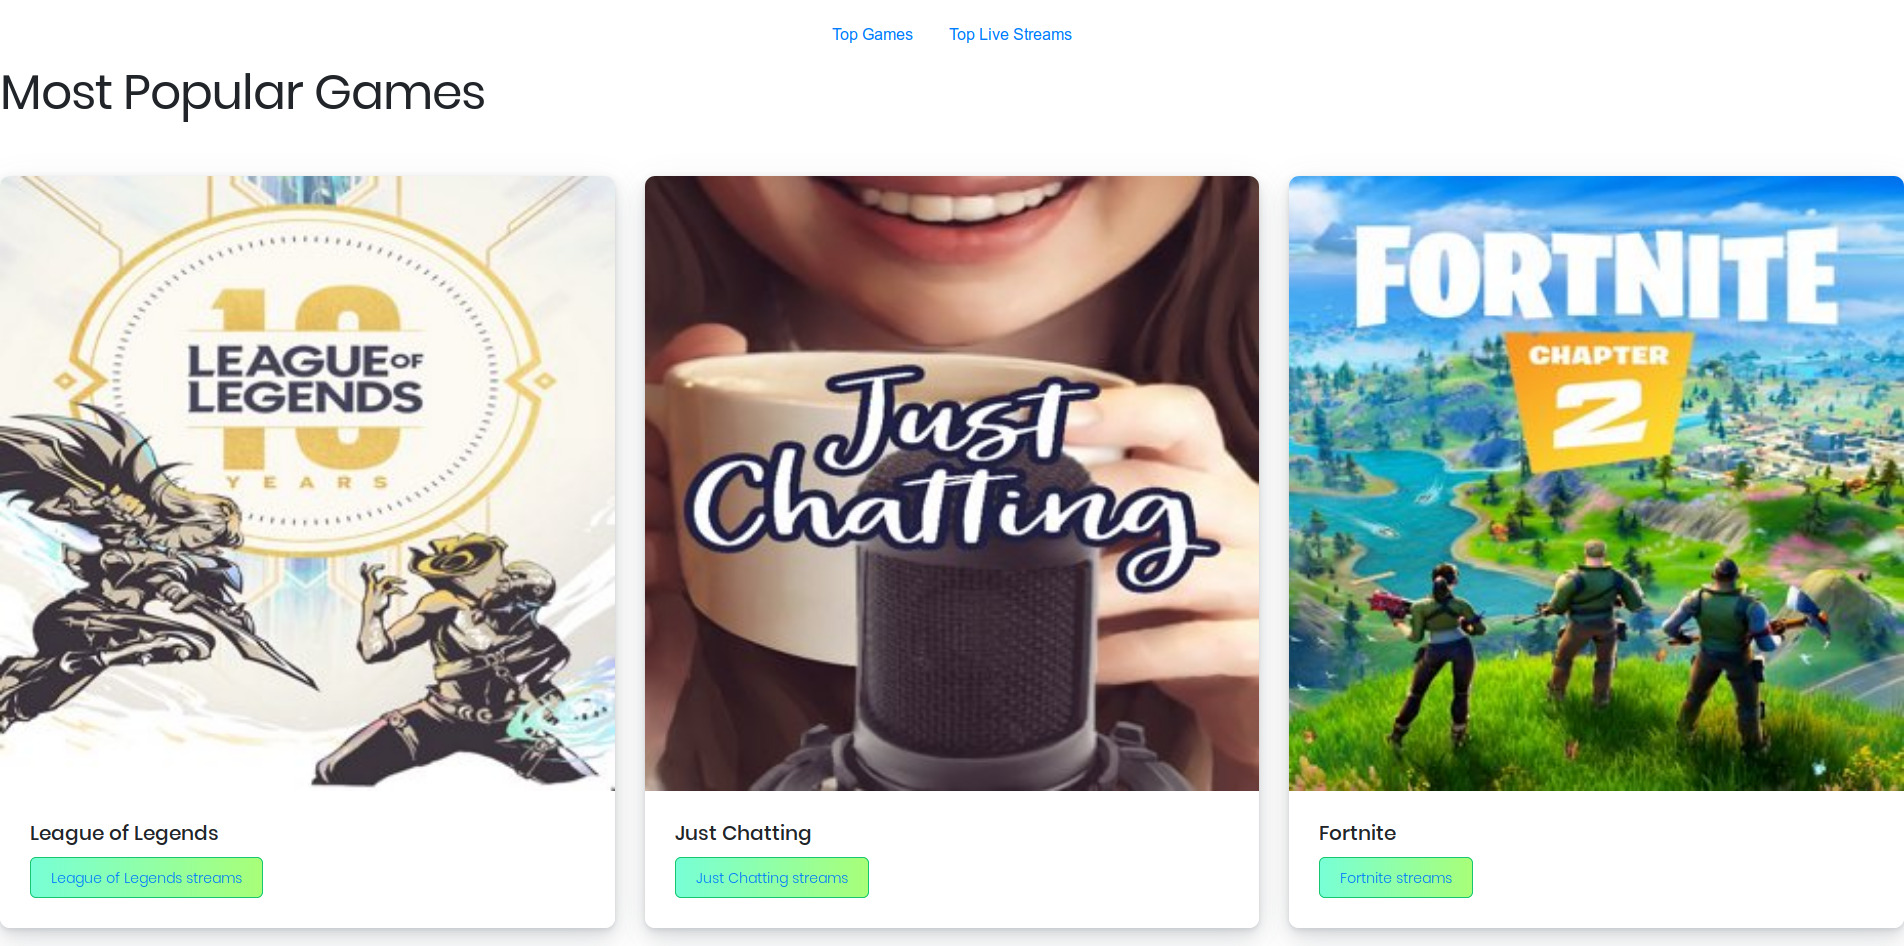 Top Games Top Live Streams
Most Popular Games
10
LEAGUE OF
LEGENDS
YEARS
Just
Chatting
FORTNITE
CHAPTER
2
League of Legends
League of Legends streams
Just Chatting
Just Chatting streams
Fortnite
Fortnite streams